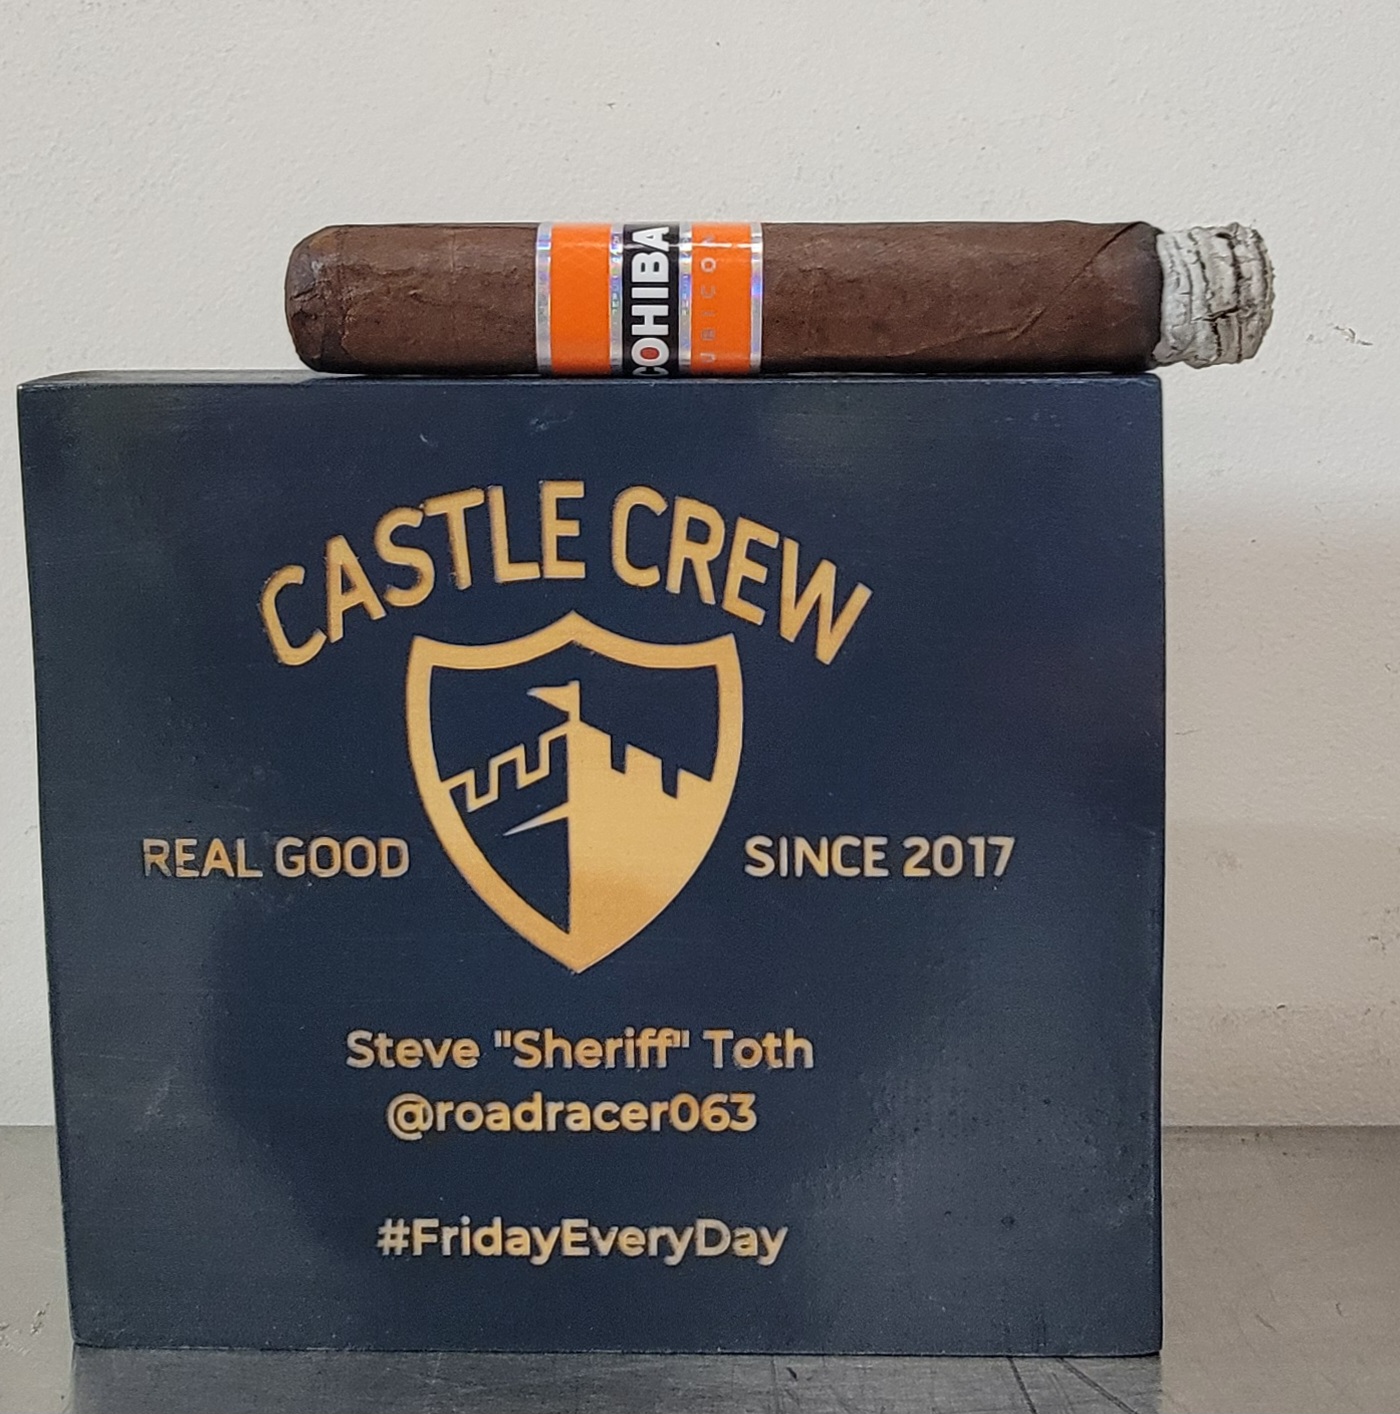 COHIBA
CASTLE CREW
REAL GOOD SINCE 2017
Steve "Sheriff" Toth
@roadracer063
#FridayEveryDay